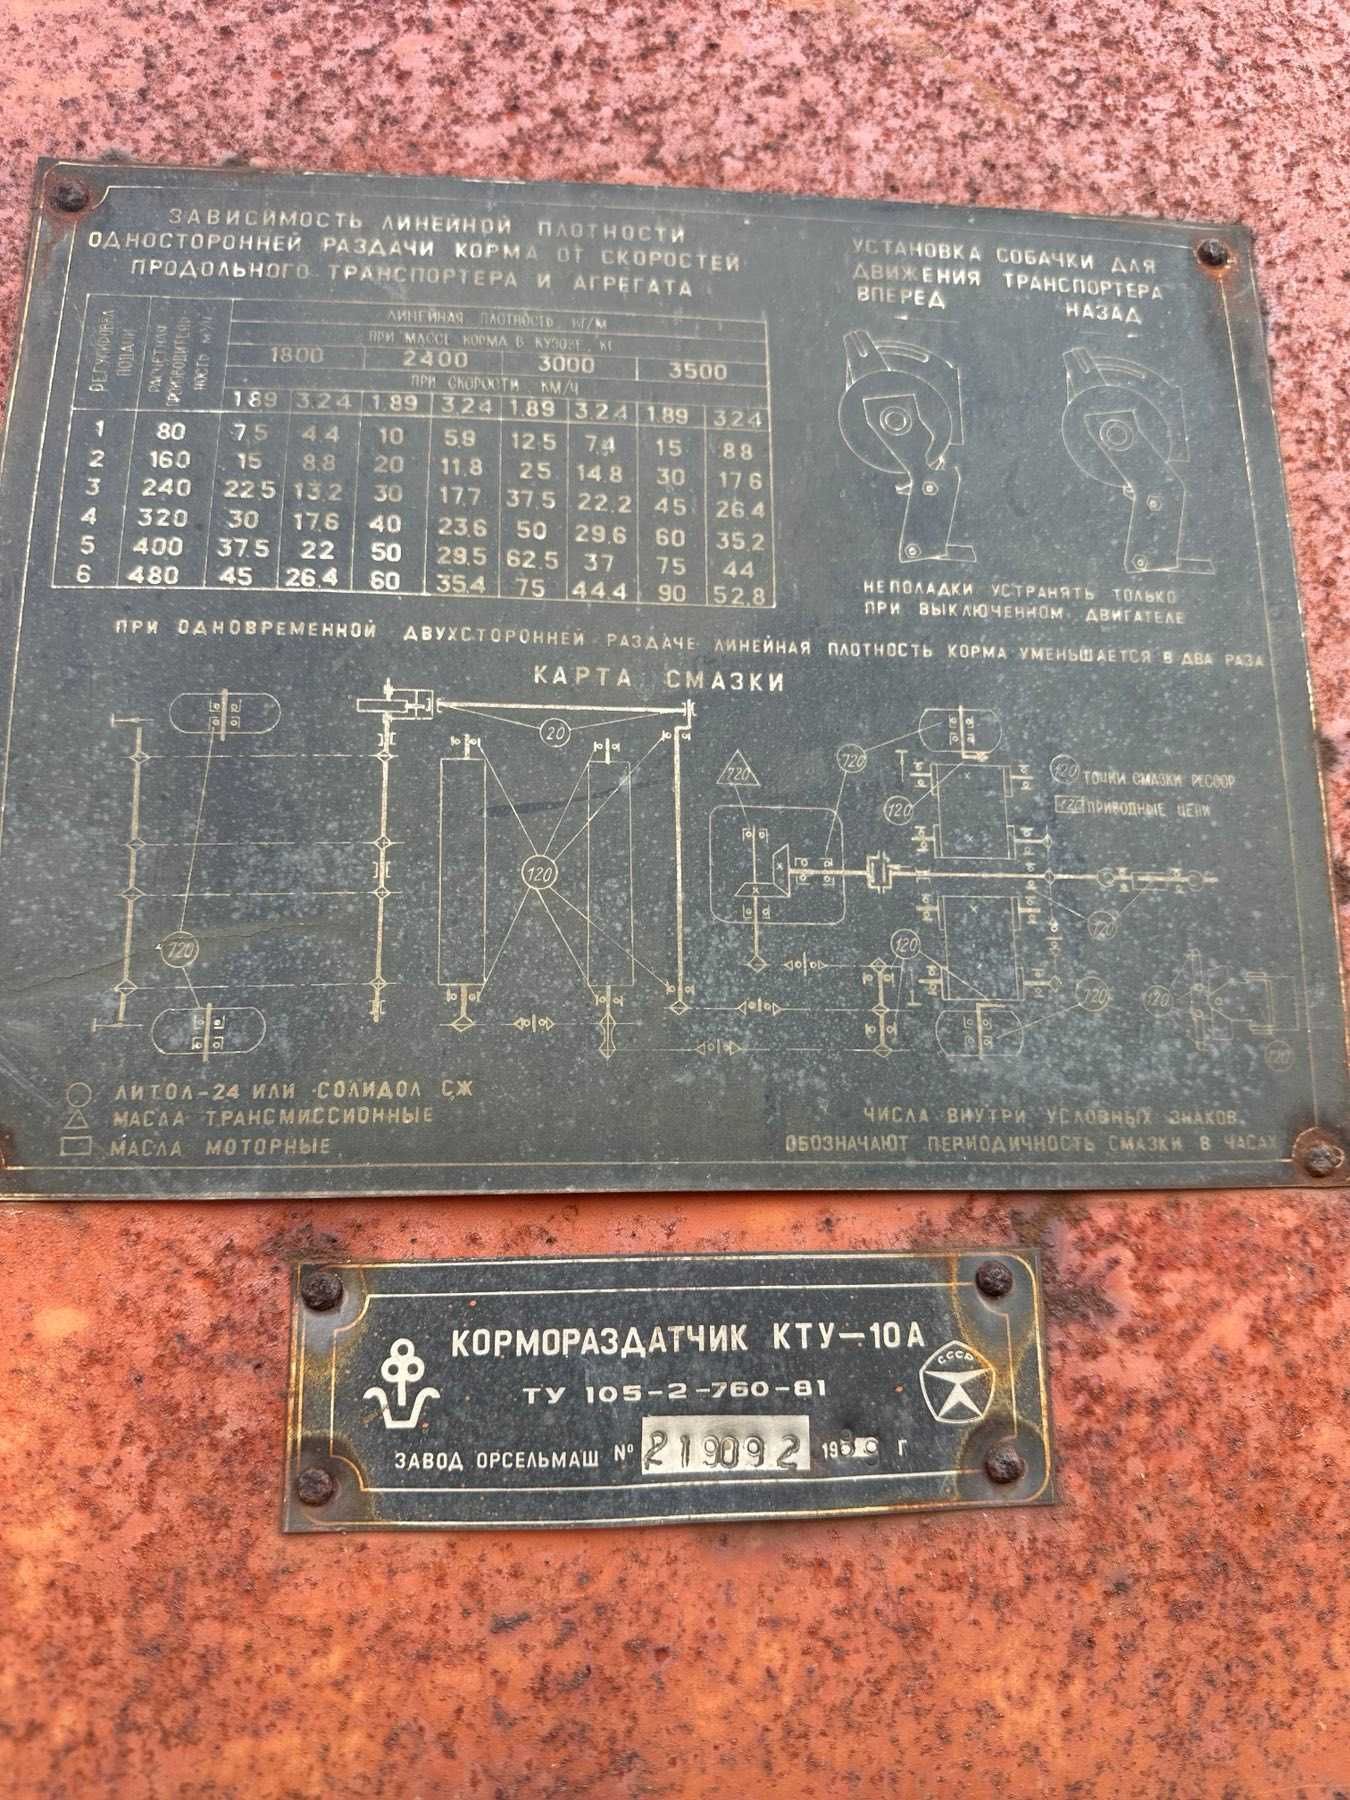 ЗАВИСИМОСТЬ ЛИНЕЙНОЙ ПЛОТНОСТИ
ОДНОСТОРОННЕЙ РАЗДАЧИ КОРМА ОТ СКОРОСТЕЙ
ПРОДОЛЬНОГО ТРАНСПОРТЕРА И АГРЕГАТА
РЕГУЛИРОВКА ПОДАЧИ
ЛИНЕЙНАЯ ПЛОТНОСТЬ, КГ/М
ПРИ МАССЕ КОРМА В КУЗОВЕ, КГ
1800 2400 3000 3500
ПРИ СКОРОСТИ, КМ/Ч
1.89 3.24 1.89 3.24 1.89 3.24 1.89 3.24
1 80 7.5 4.4 10 5.9 12.5 7.4 15 8.8
2 160 15 8.8 20 11.8 25 14.8 30 17.6
3 240 22.5 13.2 30 17.7 37.5 22.2 45 26.4
4 320 30 17.6 40 23.6 50 29.6 60 35.2
5 400 37.5 22 50 29.5 62.5 37 75 44
6 480 45 26.4 60 35.4 75 44.4 90 52.8
УСТАНОВКА СОБАЧКИ ДЛЯ
ДВИЖЕНИЯ ТРАНСПОРТЕРА
ВПЕРЕД НАЗАД
НЕПОЛАДКИ УСТРАНЯТЬ ТОЛЬКО
ПРИ ВЫКЛЮЧЕННОМ ДВИГАТЕЛЕ
ПРИ ОДНОВРЕМЕННОЙ ДВУХСТОРОННЕЙ РАЗДАЧЕ ЛИНЕЙНАЯ ПЛОТНОСТЬ КОРМА УМЕНЬШАЕТСЯ В ДВА РАЗА
КАРТА СМАЗКИ
20
720
720
120
120 ТОЧКИ СМАЗКИ РЕССОР
120 ПРИВОДНЫЕ ЦЕПИ
120
720
120
720
720
120
720
ЛИТОЛ-24 ИЛИ СОЛИДОЛ СЖ
МАСЛА ТРАНСМИССИОННЫЕ
МАСЛА МОТОРНЫЕ
ЧИСЛА ВНУТРИ УСЛОВНЫХ ЗНАКОВ
ОБОЗНАЧАЮТ ПЕРИОДИЧНОСТЬ СМАЗКИ В ЧАСАХ
КОРМОРАЗДАТЧИК КТУ-10А
ТУ 105-2-760-81
СССР
ЗАВОД ОРСЕЛЬМАШ № 219092 1989 Г